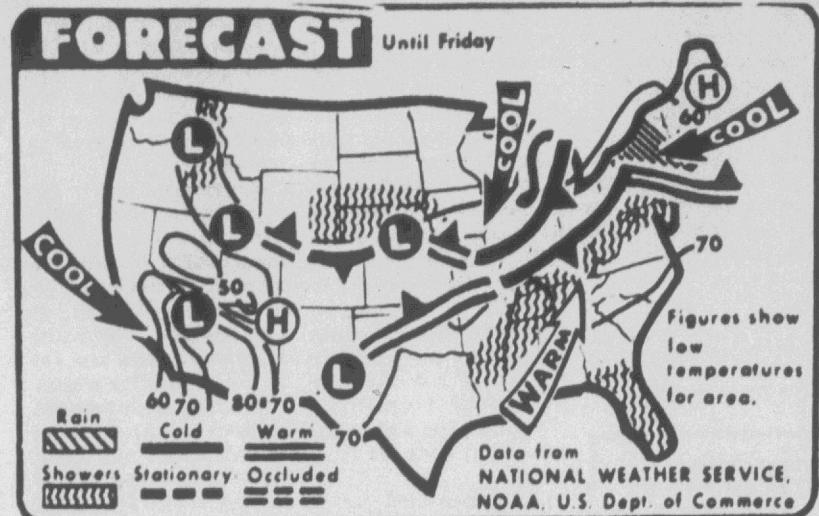 FORECAST Until Friday
H
60
COOL
COOL
L
L
L
70
COOL
50
L
H
L
Figures show
low
temperatures
for area.
WARM
60 70 80 70
70
Rain
Cold Warm
Showers Stationary Occluded
Data from
NATIONAL WEATHER SERVICE,
NOAA, U.S. Dept. of Commerce